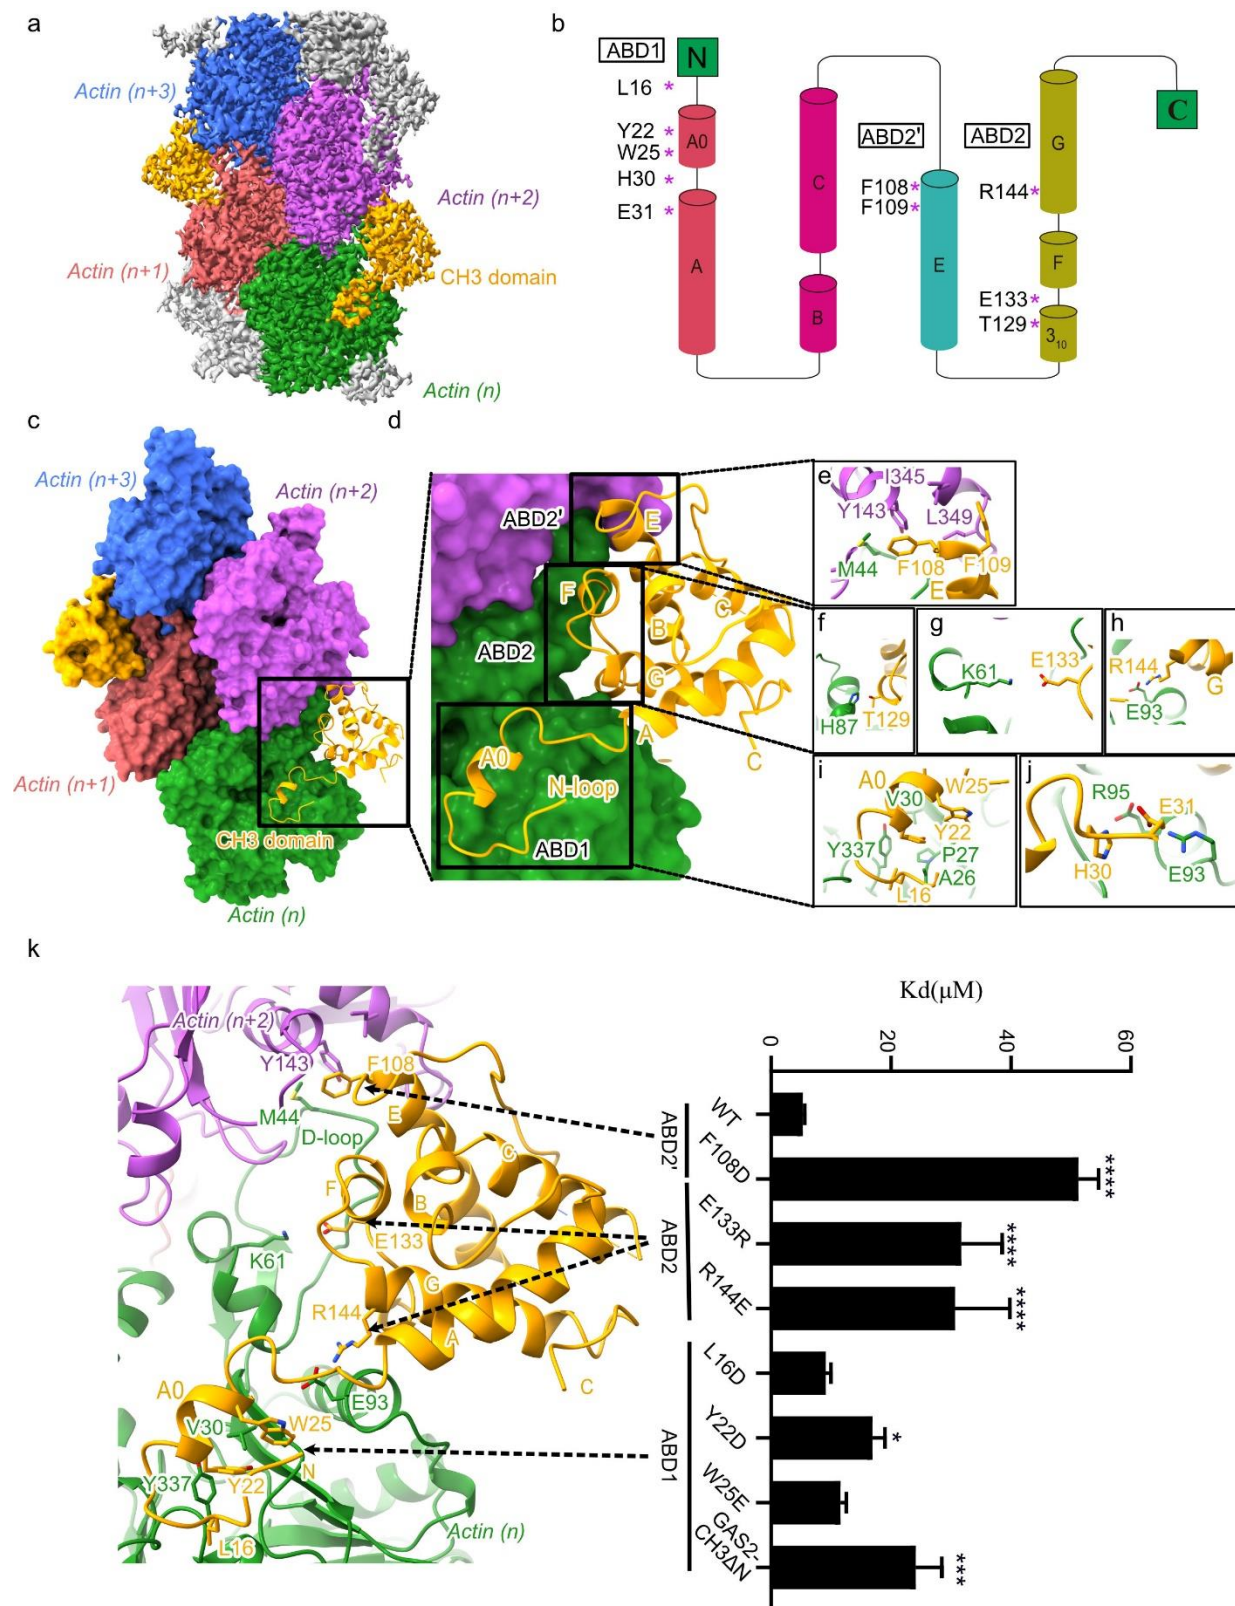 a
Actin (n+3)
Actin (n+2)
Actin (n+1)
CH3 domain
Actin (n)
b
ABD1
N
L16 *
Y22 *
W25 *
H30 *
E31 *
A0
A
C
B
ABD2'
F108 *
F109 *
E
ABD2
G
R144 *
F
E133 *
T129 *
3₁₀
C
c
Actin (n+3)
Actin (n+2)
Actin (n+1)
CH3 domain
Actin (n)
d
ABD2'
E
F
C
B
ABD2
G
A
C
A0
N-loop
ABD1
e
I345
Y143
L349
M44
F108
F109
E
f
H87
T129
g
K61
E133
h
R144
E93
G
i
A0
W25
V30
Y22
Y337
P27
A26
L16
j
R95
E31
H30
E93
k
Actin (n+2)
Y143
F108
M44
E
D-loop
C
F
B
E133
K61
G
R144
A
C
A0
E93
V30
W25
N
Y337
Y22
L16
Actin (n)
Kd(μM)
0
20
40
60
WT
F108D
****
E133R
****
R144E
****
L16D
Y22D
*
W25E
GAS2-
CH3ΔN
***
ABD2'
ABD2
ABD1